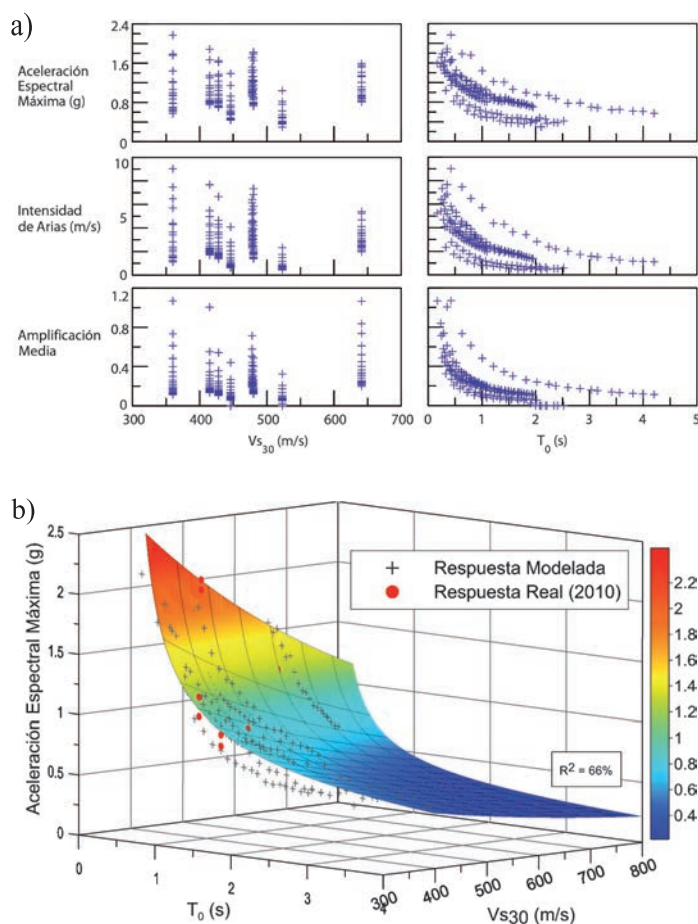 a)
2.4
1.8
1.2
0.6
0
Aceleración
Espectral
Máxima (g)
10
5
0
Intensidad
de Arias (m/s)
1.2
0.8
0.4
0
Amplificación
Media
300 400 500 600 700
Vs30 (m/s)
0 1 2 3 4 5
T0 (s)
b)
2.5
2
1.5
1
0.5
0
Aceleración Espectral Máxima (g)
Respuesta Modelada
Respuesta Real (2010)
R2 = 66%
2.2
2
1.8
1.6
1.4
1.2
1
0.8
0.6
0.4
0 1 2 3 4
T0 (s)
300 400 500 600 700 800
Vs30 (m/s)